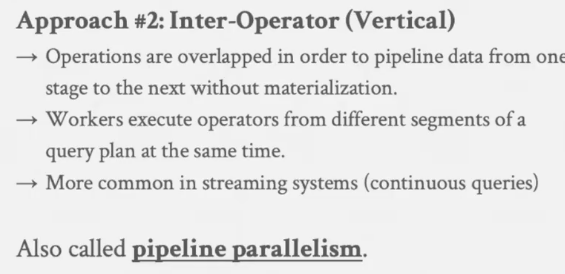 Approach #2: Inter-Operator (Vertical)
→ Operations are overlapped in order to pipeline data from one
stage to the next without materialization.
→ Workers execute operators from different segments of a
query plan at the same time.
→ More common in streaming systems (continuous queries)
Also called pipeline parallelism.